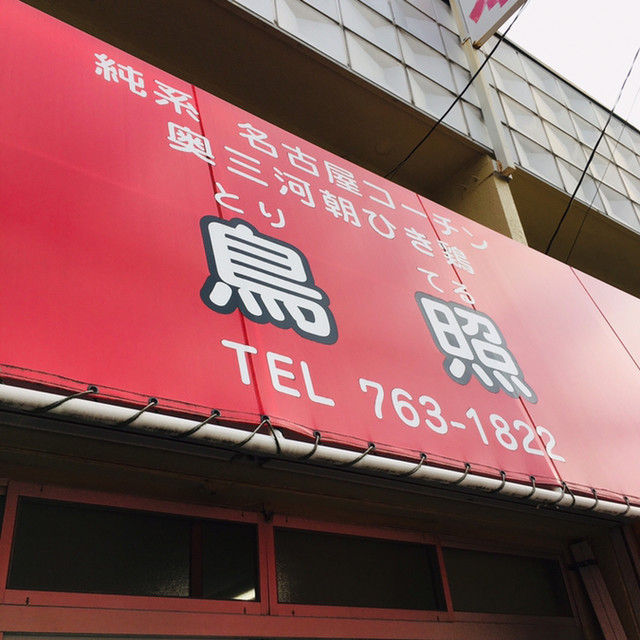 純系 名古屋コーチン
奥三河朝ひき鶏
とり てる
鳥照
TEL 763-1822